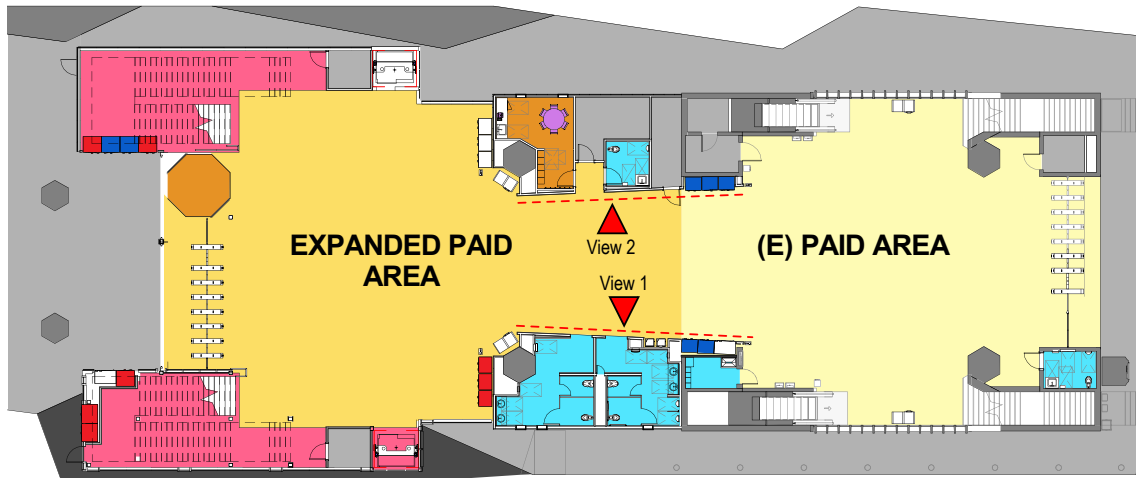 EXPANDED PAID
AREA
(E) PAID AREA
View 2
View 1